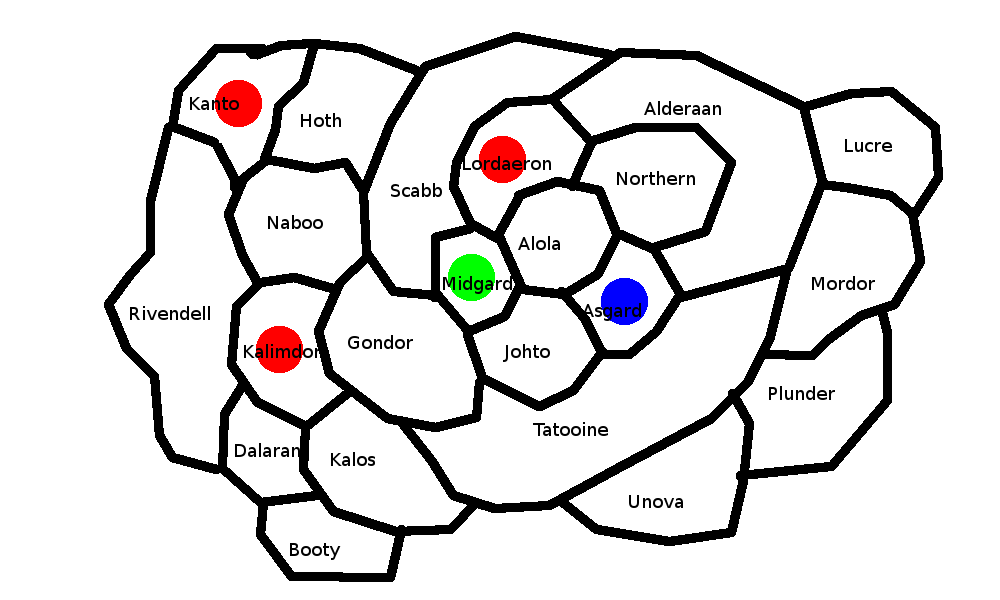 Kanto
Hoth
Alderaan
Lucre
Lordaeron
Northern
Scabb
Naboo
Alola
Midgard
Mordor
Rivendell
Asgard
Kalimdon
Gondor
Johto
Plunder
Tatooine
Dalaran
Kalos
Unova
Booty